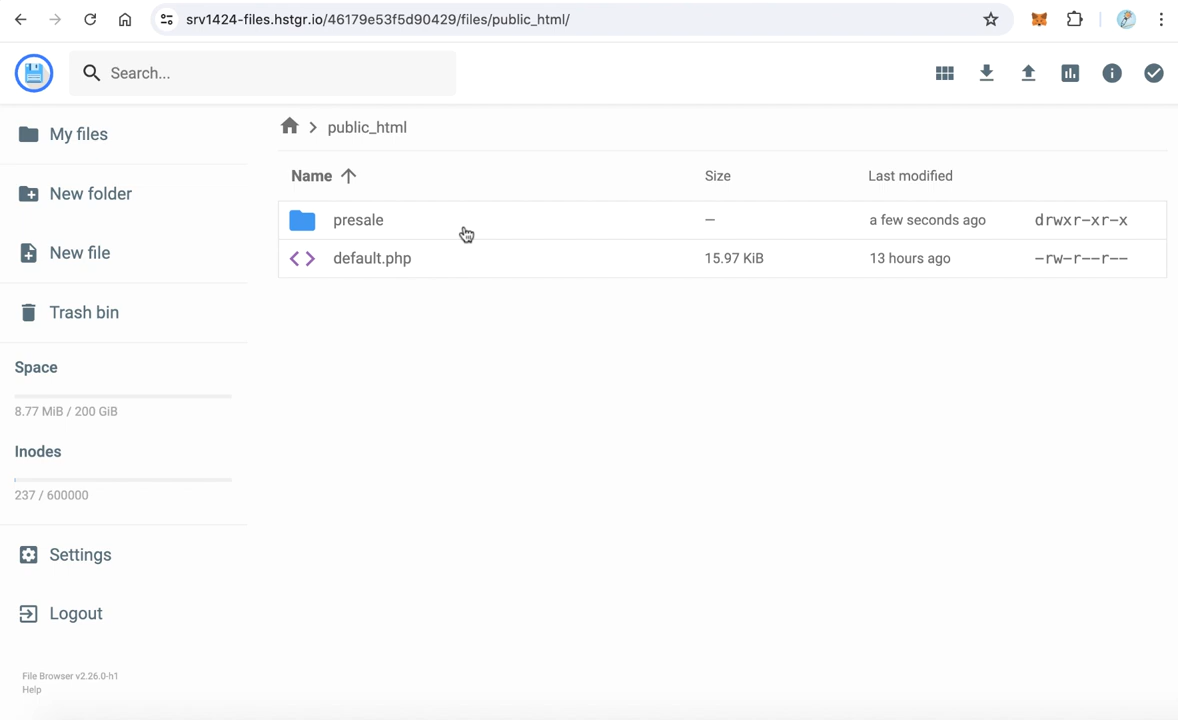 srv1424-files.hstgr.io/46179e53f5d90429/files/public_html/
Search...
My files
New folder
New file
Trash bin
Space
8.77 MiB / 200 GiB
Inodes
237 / 600000
Settings
Logout
File Browser v2.26.0-h1
Help
public_html
Name Size Last modified
presale — a few seconds ago drwxr-xr-x
default.php 15.97 KiB 13 hours ago -rw-r--r--